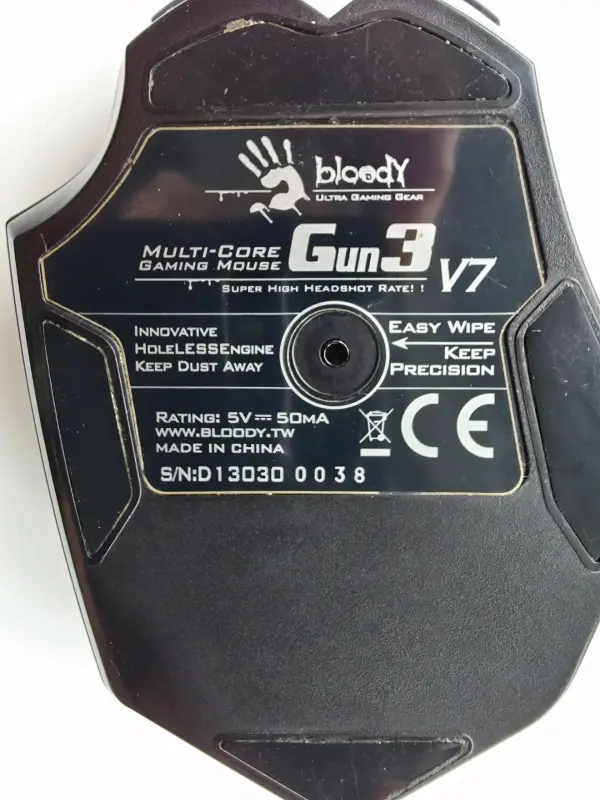 bloody
ULTRA GAMING GEAR
MULTI-CORE
GAMING MOUSE
Gun3
V7
SUPER HIGH HEADSHOT RATE! !
INNOVATIVE
HOLELESSENGINE
KEEP DUST AWAY
EASY WIPE
KEEP
PRECISION
RATING: 5V⎓50MA
WWW.BLOODY.TW
MADE IN CHINA
CE
S/N:D13030 0038